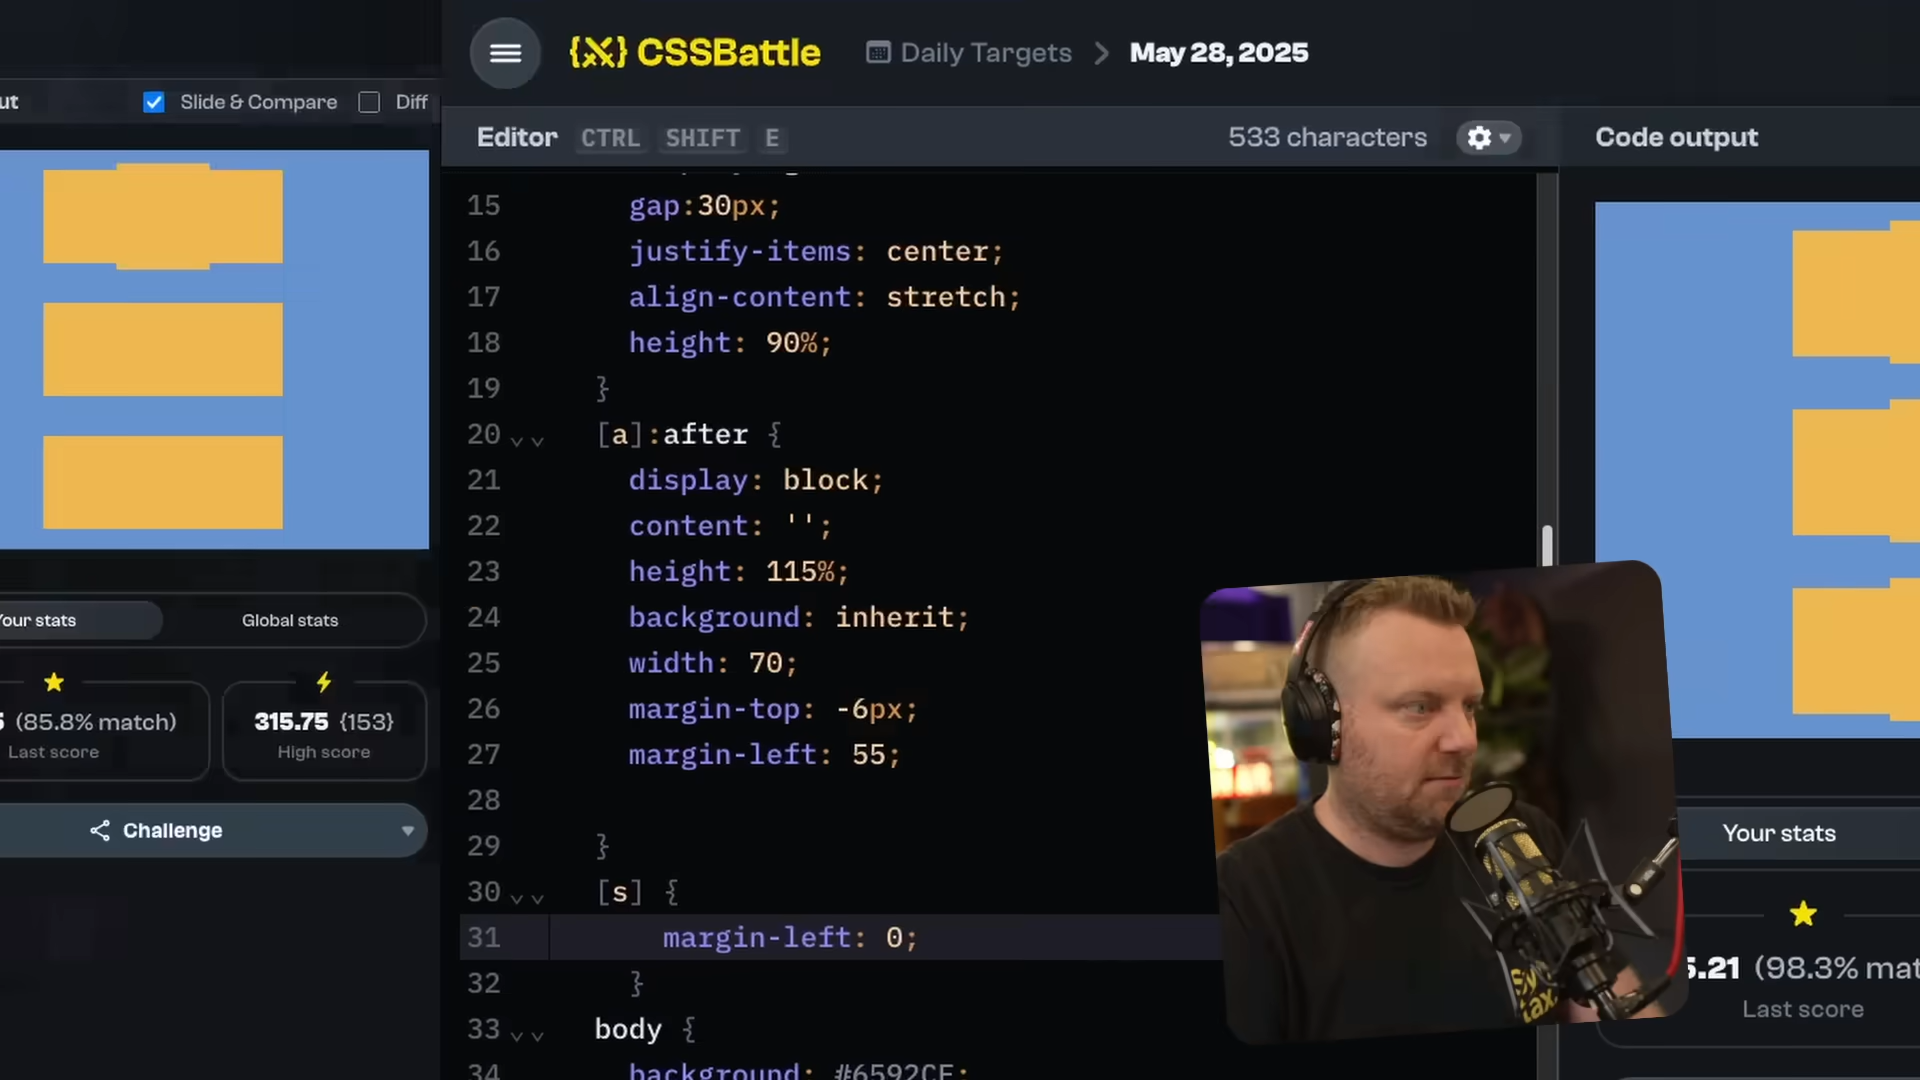 {X} CSSBattle
Daily Targets > May 28, 2025
ut
Slide & Compare
Diff
Editor CTRL SHIFT E
533 characters
Code output
15 gap:30px;
16 justify-items: center;
17 align-content: stretch;
18 height: 90%;
19 }
20 [a]:after {
21 display: block;
22 content: '';
23 height: 115%;
24 background: inherit;
25 width: 70;
26 margin-top: -6px;
27 margin-left: 55;
28
29 }
30 [s] {
31 margin-left: 0;
32 }
33 body {
34 background: #6592CF;
Your stats
Global stats
(85.8% match)
Last score
315.75 {153}
High score
Challenge
Your stats
5.21 (98.3% mat
Last score